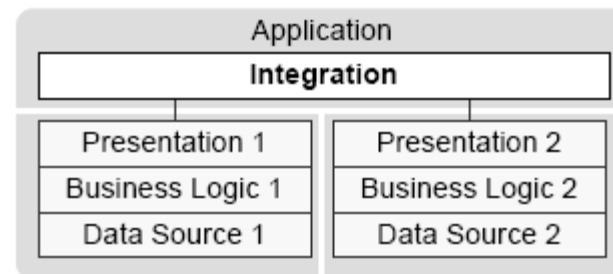 Application
Integration
Presentation 1
Presentation 2
Business Logic 1
Business Logic 2
Data Source 1
Data Source 2